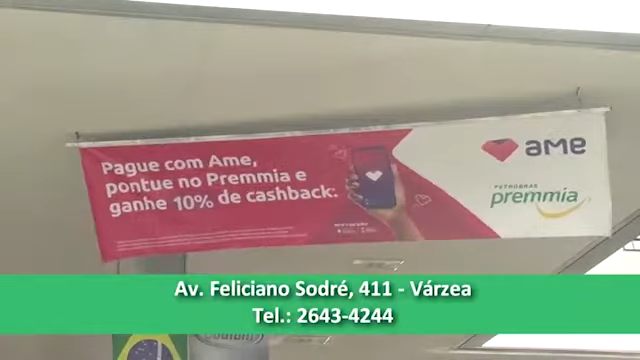 Pague com Ame,
pontue no Premmia e
ganhe 10% de cashback.
AME
PETROBRAS
premmia
Av. Feliciano Sodré, 411 - Várzea
Tel.: 2643-4244